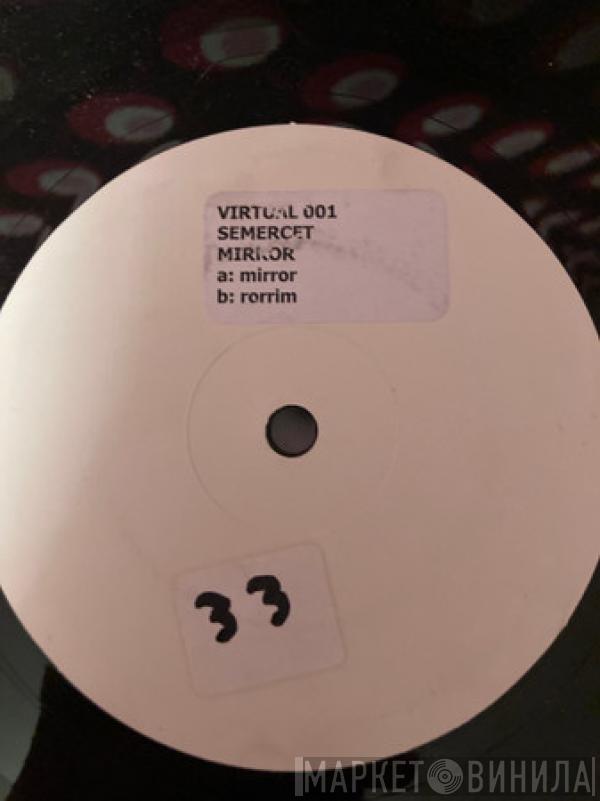 VIRTUAL 001
SEMERCET
MIRROR
a: mirror
b: rorrim
33
МАРКЕТ ВИНИЛА